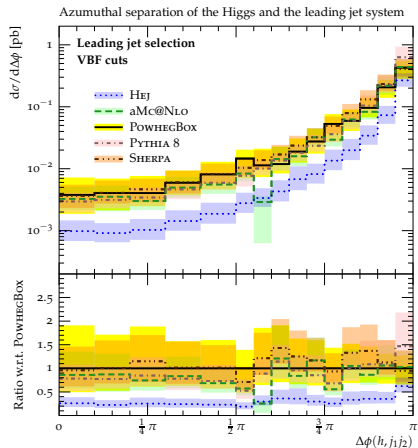 Azumuthal separation of the Higgs and the leading jet system
Leading jet selection
VBF cuts
HEJ
aMC@NLO
POWHEGBOX
PYTHIA 8
SHERPA
dσ/dΔϕ [pb]
1
10⁻¹
10⁻²
10⁻³
Ratio w.r.t. POWHEGBOX
2.5
2
1.5
1
0.5
0
1/4 π
1/2 π
3/4 π
π
Δϕ(h, j₁j₂)